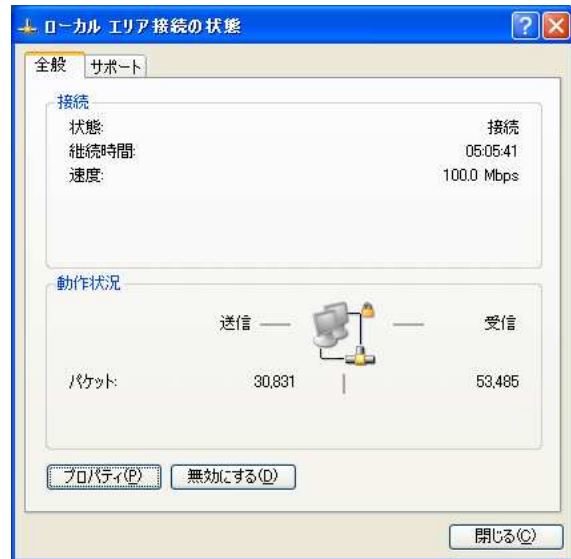 ローカル エリア接続の状態
全般 サポート
接続
状態: 接続
継続時間: 05:05:41
速度: 100.0 Mbps
動作状況
送信 受信
パケット: 30,831 53,485
プロパティ(P) 無効にする(D)
閉じる(C)